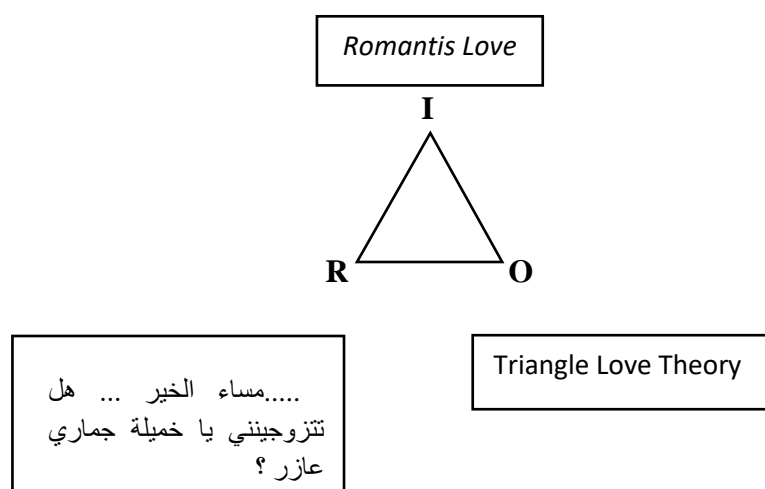 Romantis Love
I
R
O
.....مساء الخير ... هل
تتزوجينني يا خميلة جماري
عازر ؟
Triangle Love Theory